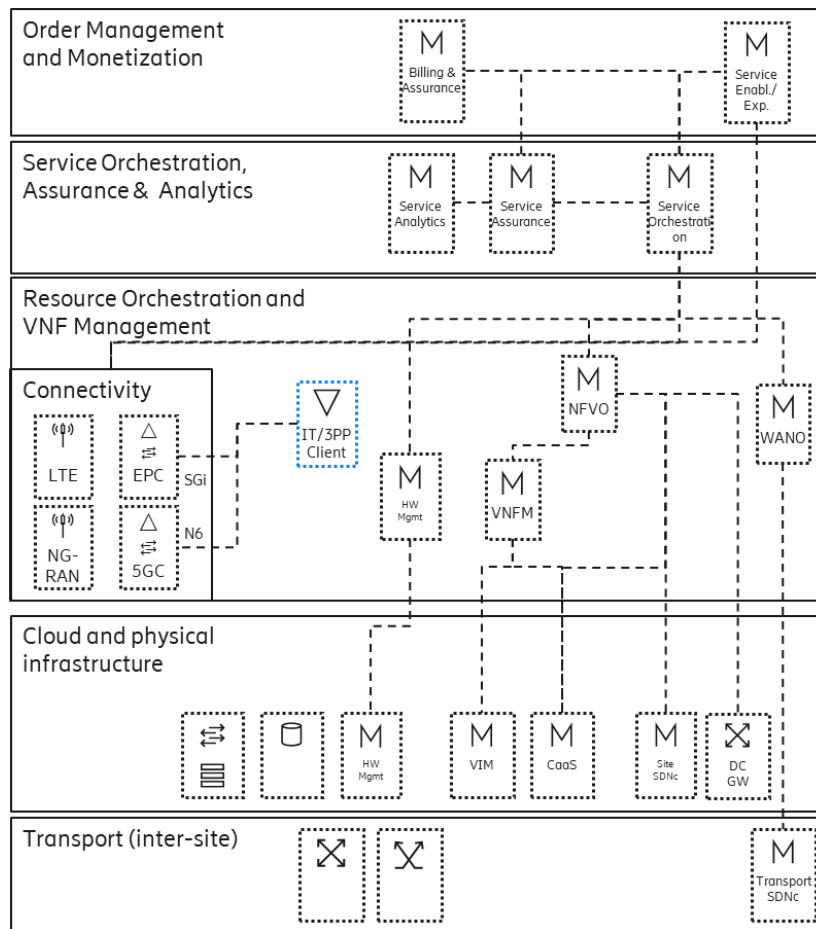 Order Management
and Monetization
M
Billing &
Assurance
M
Service
Enabl./
Exp.
Service Orchestration,
Assurance & Analytics
M
Service
Analytics
M
Service
Assurance
M
Service
Orchestrati
on
Resource Orchestration and
VNF Management
Connectivity
LTE
EPC
SGi
NG-
RAN
5GC
N6
IT/3PP
Client
M
HW
Mgmt
M
NFVO
M
VNFM
M
WANO
Cloud and physical
infrastructure
M
HW
Mgmt
M
VIM
M
CaaS
M
Site
SDNc
DC
GW
Transport (inter-site)
M
Transport
SDNc